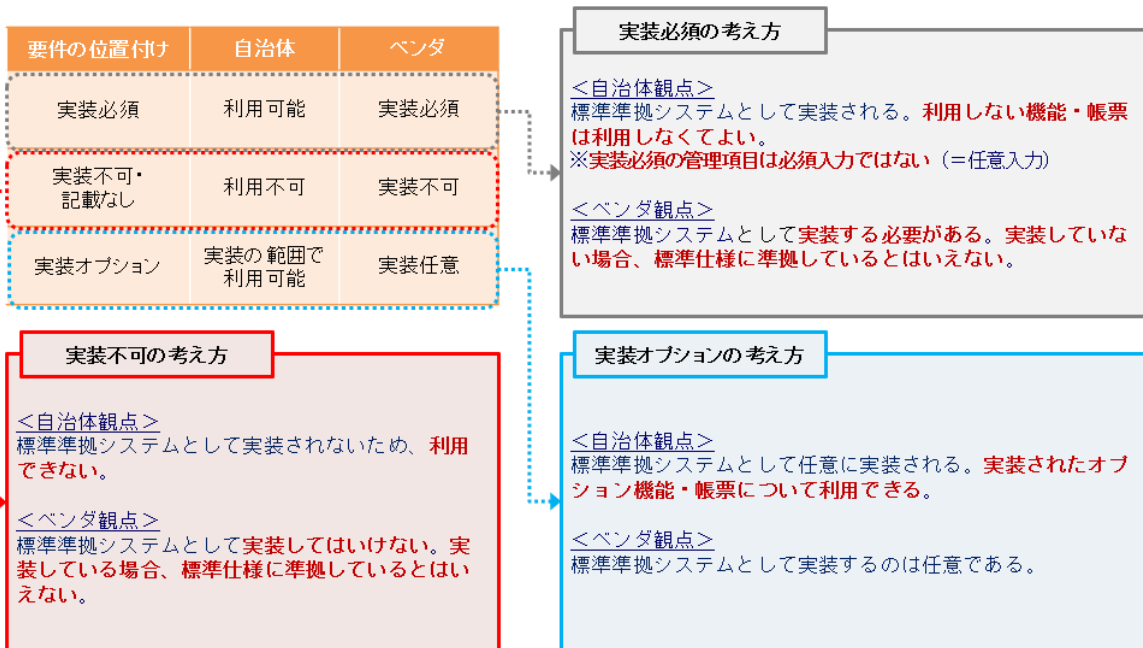 要件の位置付け 自治体 ベンダ
実装必須 利用可能 実装必須
実装不可・
記載なし
利用不可 実装不可
実装オプション
実装の範囲で
利用可能
実装任意
実装必須の考え方
＜自治体観点＞
標準準拠システムとして実装される。利用しない機能・帳票
は利用しなくてよい。
※実装必須の管理項目は必須入力ではない（＝任意入力）
＜ベンダ観点＞
標準準拠システムとして実装する必要がある。実装していな
い場合、標準仕様に準拠しているとはいえない。
実装不可の考え方
＜自治体観点＞
標準準拠システムとして実装されないため、利用
できない。
＜ベンダ観点＞
標準準拠システムとして実装してはいけない。実
装している場合、標準仕様に準拠しているとはい
えない。
実装オプションの考え方
＜自治体観点＞
標準準拠システムとして任意に実装される。実装されたオプ
ション機能・帳票について利用できる。
＜ベンダ観点＞
標準準拠システムとして実装するのは任意である。